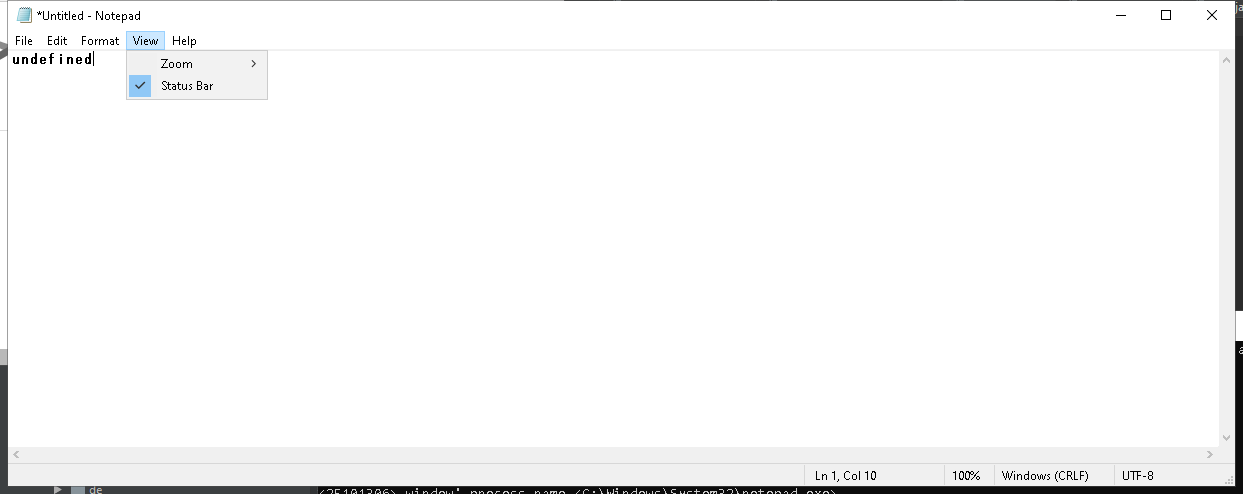 *Untitled - Notepad
File Edit Format View Help
undefined
Zoom
Status Bar
Ln 1, Col 10 100% Windows (CRLF) UTF-8
de
<25101306> window' process name <C:\Windows\System32\notepad.exe>